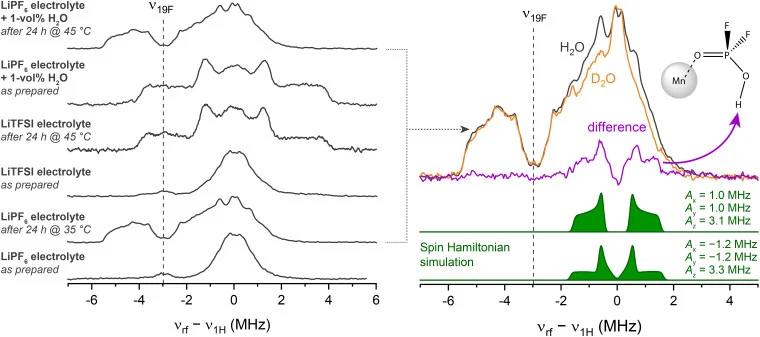 LiPF6 electrolyte
+ 1-vol% H2O
after 24 h @ 45 °C
LiPF6 electrolyte
+ 1-vol% H2O
as prepared
LiTFSI electrolyte
after 24 h @ 45 °C
LiTFSI electrolyte
as prepared
LiPF6 electrolyte
after 24 h @ 35 °C
LiPF6 electrolyte
as prepared
ν19F
-6 -4 -2 0 2 4 6
νrf − ν1H (MHz)
ν19F
H2O
D2O
difference
F
F
O
P
O
H
Mn
Ax = 1.0 MHz
Ay = 1.0 MHz
Az = 3.1 MHz
Spin Hamiltonian
simulation
Ax = −1.2 MHz
Ay = −1.2 MHz
Az = 3.3 MHz
-6 -4 -2 0 2 4
νrf − ν1H (MHz)